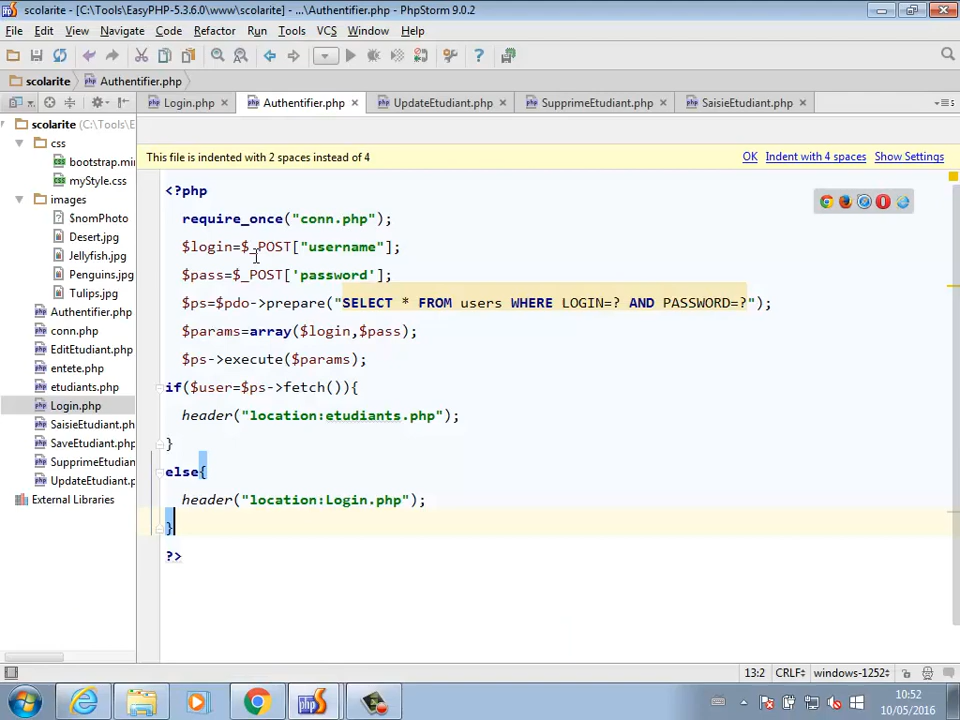 scolarite - [C:\Tools\EasyPHP-5.3.6.0\www\scolarite] - ...\Authentifier.php - PhpStorm 9.0.2
File Edit View Navigate Code Refactor Run Tools VCS Window Help
scolarite Authentifier.php
Login.php Authentifier.php UpdateEtudiant.php SupprimeEtudiant.php SaisieEtudiant.php
scolarite (C:\Tools\E
css
bootstrap.min
myStyle.css
images
$nomPhoto
Desert.jpg
Jellyfish.jpg
Penguins.jpg
Tulips.jpg
Authentifier.php
conn.php
EditEtudiant.php
entete.php
etudiants.php
Login.php
SaisieEtudiant.ph
SaveEtudiant.php
SupprimeEtudian
UpdateEtudiant.p
External Libraries
This file is indented with 2 spaces instead of 4 OK Indent with 4 spaces Show Settings
<?php
require_once("conn.php");
$login=$_POST["username"];
$pass=$_POST['password'];
$ps=$pdo->prepare("SELECT * FROM users WHERE LOGIN=? AND PASSWORD=?");
$params=array($login,$pass);
$ps->execute($params);
if($user=$ps->fetch()){
header("location:etudiants.php");
}
else{
header("location:Login.php");
}
?>
13:2 CRLF windows-1252
10:52
10/05/2016